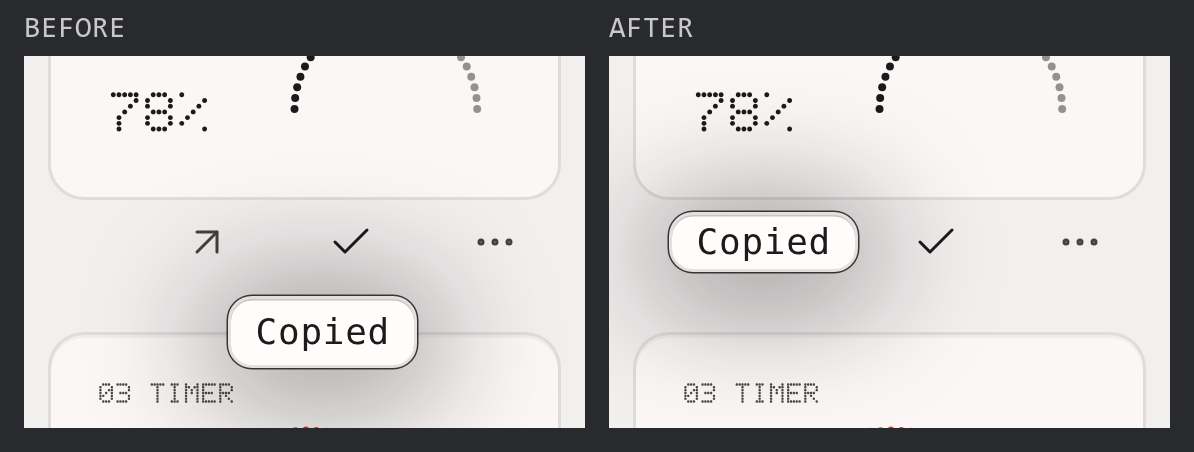 BEFORE
AFTER
78%
78%
Copied
Copied
03 TIMER
03 TIMER